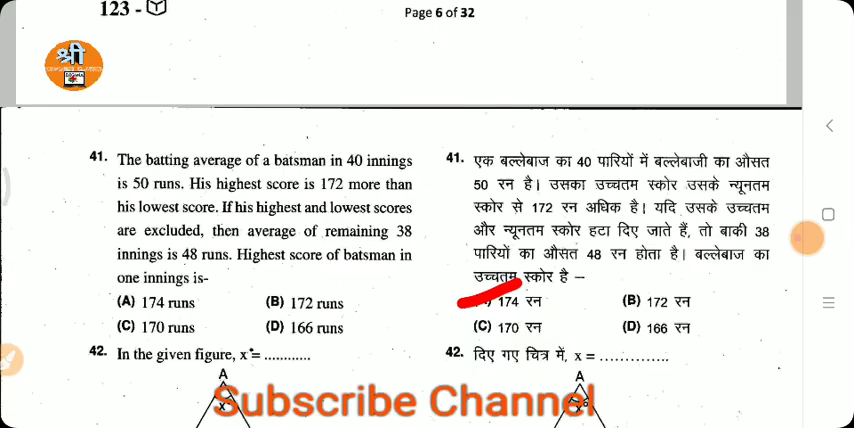 123 - Y
Page 6 of 32
श्री
41. The batting average of a batsman in 40 innings
is 50 runs. His highest score is 172 more than
his lowest score. If his highest and lowest scores
are excluded, then average of remaining 38
innings is 48 runs. Highest score of batsman in
one innings is-
(A) 174 runs (B) 172 runs
(C) 170 runs (D) 166 runs
42. In the given figure, x = ............
A
x
41. एक बल्लेबाज का 40 पारियों में बल्लेबाजी का औसत
50 रन है। उसका उच्चतम स्कोर उसके न्यूनतम
स्कोर से 172 रन अधिक है। यदि उसके उच्चतम
और न्यूनतम स्कोर हटा दिए जाते हैं, तो बाकी 38
पारियों का औसत 48 रन होता है। बल्लेबाज का
उच्चतम स्कोर है –
174 रन (B) 172 रन
(C) 170 रन (D) 166 रन
42. दिए गए चित्र में, x = ..............
A
x
Subscribe Channel